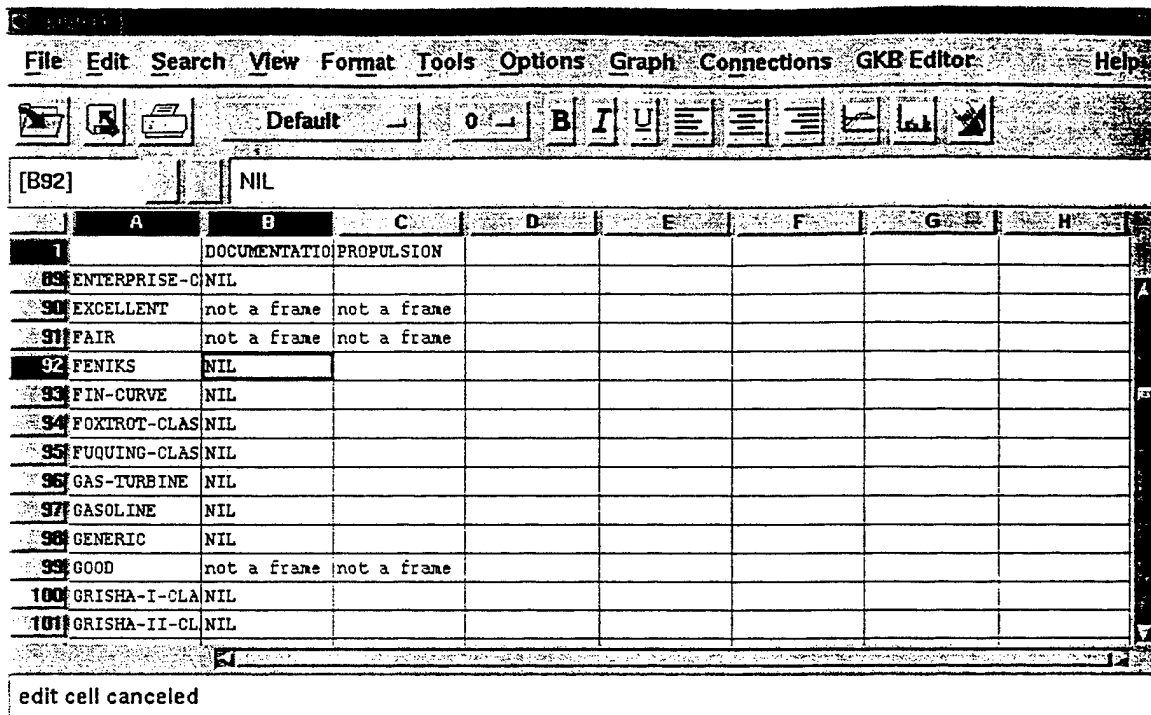 File Edit Search View Format Tools Options Graph Connections GKB Editor Help
Default 0 B I U
[B92] NIL
A B C D E F G H
1 DOCUMENTATIO PROPULSION
89 ENTERPRISE-C NIL
90 EXCELLENT not a frame not a frame
91 FAIR not a frame not a frame
92 FENIKS NIL
93 FIN-CURVE NIL
94 FOXTROT-CLAS NIL
95 FUQUING-CLAS NIL
96 GAS-TURBINE NIL
97 GASOLINE NIL
98 GENERIC NIL
99 GOOD not a frame not a frame
100 GRISHA-I-CLA NIL
101 GRISHA-II-CL NIL
edit cell canceled